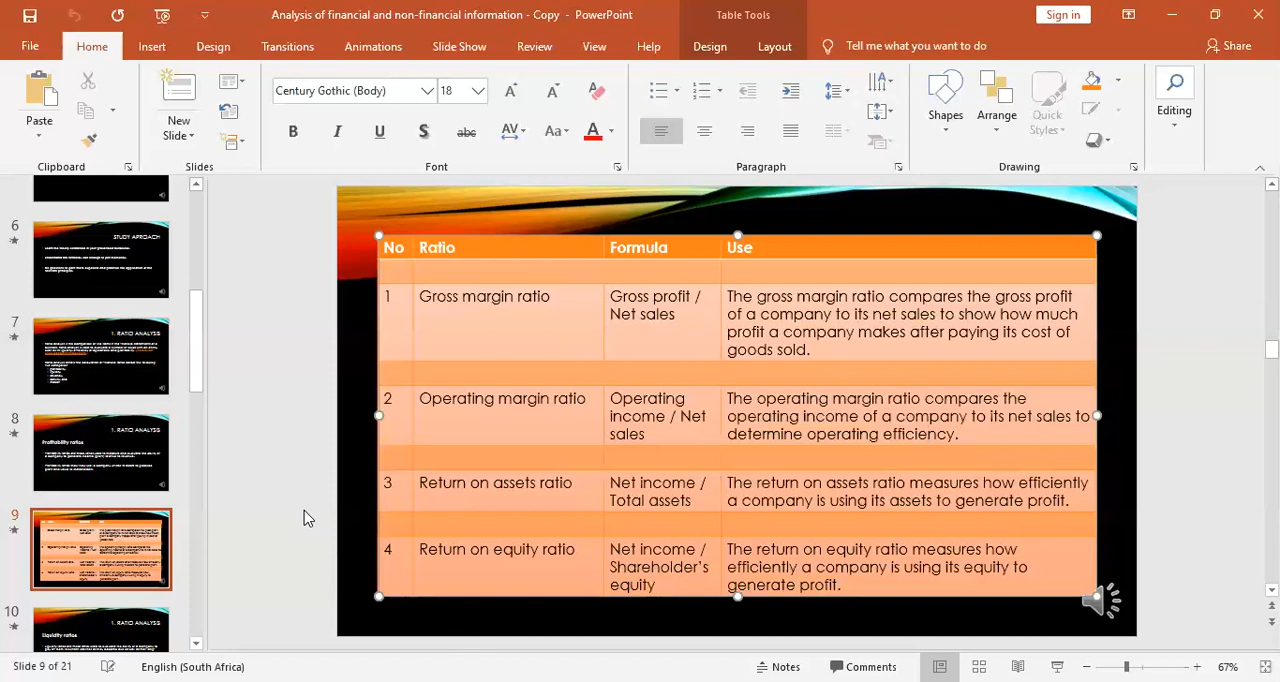 Analysis of financial and non-financial information - Copy - PowerPoint
Table Tools
Sign in
File Home Insert Design Transitions Animations Slide Show Review View Help Design Layout Tell me what you want to do Share
Century Gothic (Body) 18
Paste
New
Slide
Shapes Arrange Quick
Styles
Editing
Clipboard Slides Font Paragraph Drawing
6
STUDY APROACH
7
1. RATIO ANALYSIS
8
1. RATIO ANALYSIS
Profitability ratios
9
10
1. RATIO ANALYSIS
Liquidity ratios
No Ratio Formula Use
1 Gross margin ratio Gross profit / The gross margin ratio compares the gross profit
Net sales of a company to its net sales to show how much
profit a company makes after paying its cost of
goods sold.
2 Operating margin ratio Operating The operating margin ratio compares the
income / Net operating income of a company to its net sales to
sales determine operating efficiency.
3 Return on assets ratio Net income / The return on assets ratio measures how efficiently
Total assets a company is using its assets to generate profit.
4 Return on equity ratio Net income / The return on equity ratio measures how
Shareholder's efficiently a company is using its equity to
equity generate profit.
Slide 9 of 21 English (South Africa) Notes Comments 67%